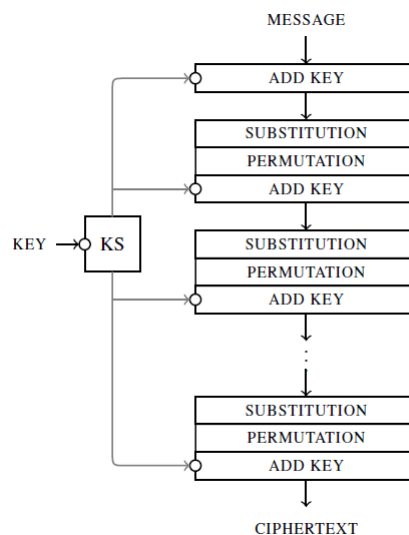 MESSAGE
ADD KEY
SUBSTITUTION
PERMUTATION
ADD KEY
KEY
KS
SUBSTITUTION
PERMUTATION
ADD KEY
SUBSTITUTION
PERMUTATION
ADD KEY
CIPHERTEXT